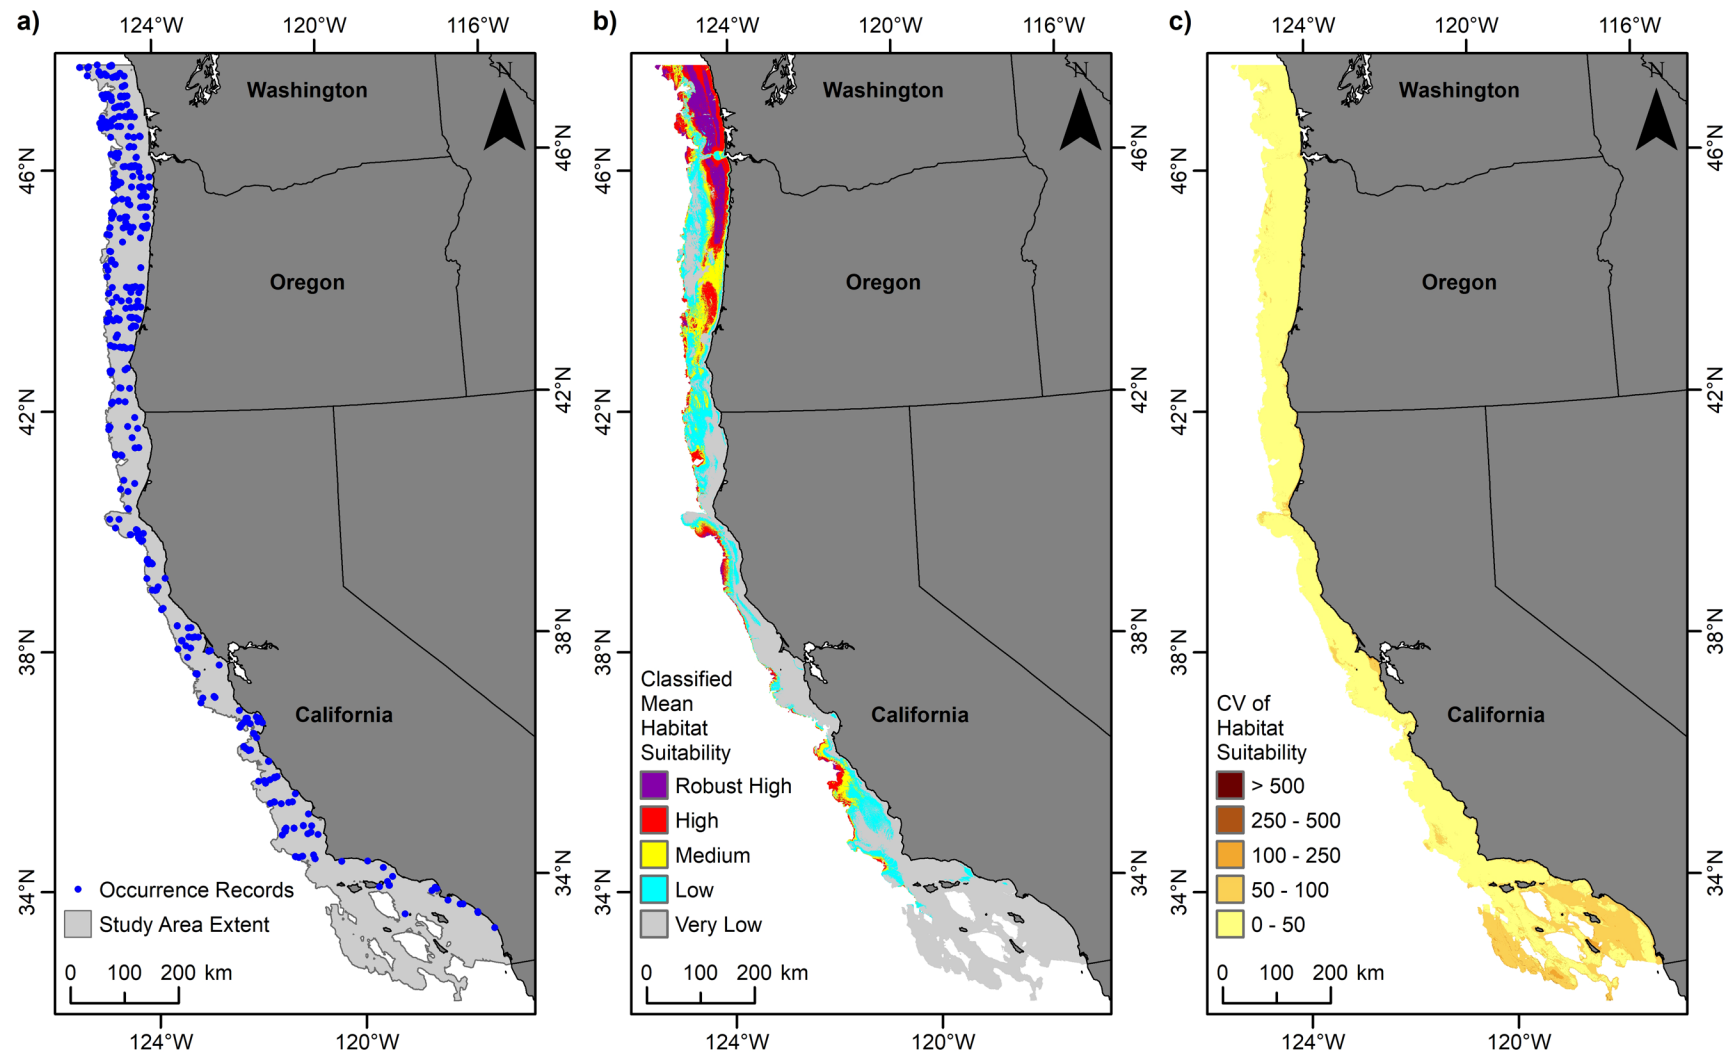 a)
124°W 120°W 116°W
N
Washington
46°N 46°N
Oregon
42°N 42°N
38°N 38°N
California
34°N 34°N
Occurrence Records
Study Area Extent
0 100 200 km
124°W 120°W
b)
124°W 120°W 116°W
N
Washington
46°N 46°N
Oregon
42°N 42°N
38°N 38°N
Classified
Mean
Habitat
Suitability
California
Robust High
High
Medium
Low
Very Low
34°N 34°N
0 100 200 km
124°W 120°W
c)
124°W 120°W 116°W
N
Washington
46°N 46°N
Oregon
42°N 42°N
38°N 38°N
CV of
Habitat
Suitability
California
> 500
250 - 500
100 - 250
50 - 100
0 - 50
34°N 34°N
0 100 200 km
124°W 120°W